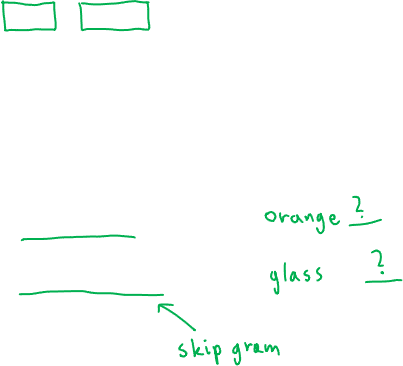 orange ?
glass ?
skip gram